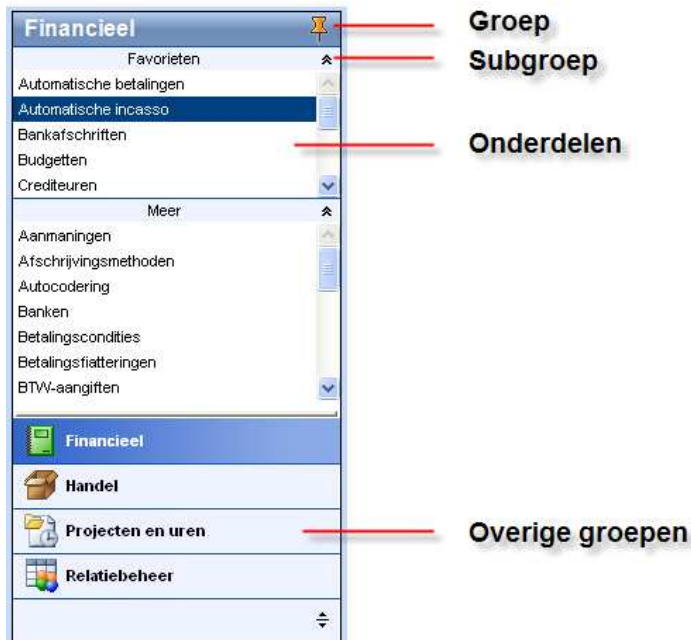 Financieel
Groep
Favorieten
Subgroep
Automatische betalingen
Automatische incasso
Bankafschriften
Onderdelen
Budgetten
Crediteuren
Meer
Aanmaningen
Afschrijvingsmethoden
Autocodering
Banken
Betalingscondities
Betalingsfiatteringen
BTW-aangiften
Financieel
Handel
Projecten en uren
Overige groepen
Relatiebeheer